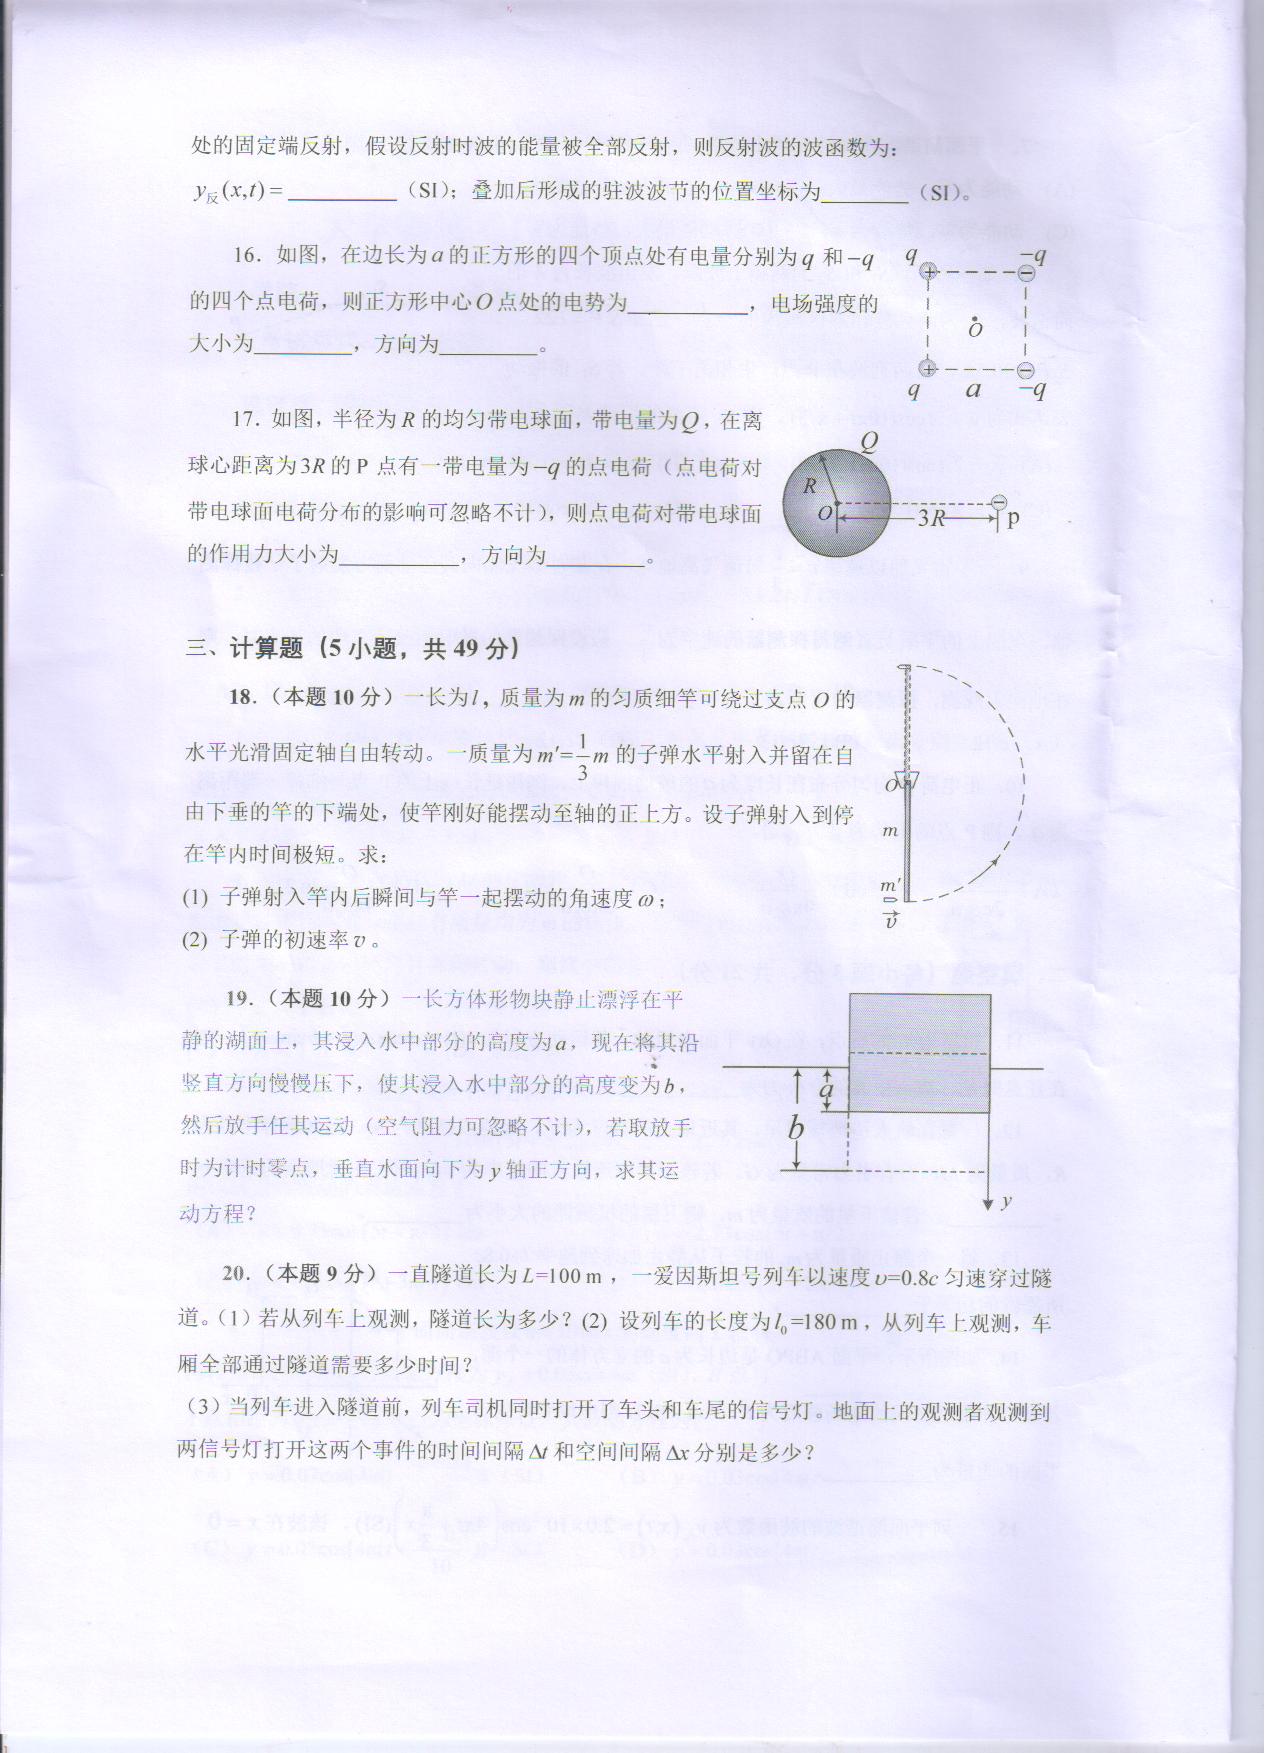 处的固定端反射，假设反射时波的能量被全部反射，则反射波的波函数为：
y反(x,t)=__________（SI）；叠加后形成的驻波波节的位置坐标为________（SI）。
16．如图，在边长为a的正方形的四个顶点处有电量分别为q 和−q
的四个点电荷，则正方形中心O点处的电势为___________，电场强度的
大小为_________，方向为_________。
q −q
O
q a −q
17．如图，半径为R的均匀带电球面，带电量为Q，在离
球心距离为3R的 P 点有一带电量为−q的点电荷（点电荷对
带电球面电荷分布的影响可忽略不计），则点电荷对带电球面
的作用力大小为___________，方向为_________。
Q
R
O 3R p
三、计算题（5 小题，共 49 分）
18．（本题 10 分）一长为l，质量为m的匀质细竿可绕过支点 O 的
水平光滑固定轴自由转动。一质量为m′=1/3 m 的子弹水平射入并留在自
由下垂的竿的下端处，使竿刚好能摆动至轴的正上方。设子弹射入到停
在竿内时间极短。求：
(1) 子弹射入竿内后瞬间与竿一起摆动的角速度ω；
(2) 子弹的初速率v。
O
m
m′
v
19．（本题 10 分）一长方体形物块静止漂浮在平
静的湖面上，其浸入水中部分的高度为a，现在将其沿
竖直方向慢慢压下，使其浸入水中部分的高度变为b，
然后放手任其运动（空气阻力可忽略不计），若取放手
时为计时零点，垂直水面向下为y轴正方向，求其运
动方程？
a
b
y
20．（本题 9 分）一直隧道长为L=100 m，一爱因斯坦号列车以速度υ=0.8c匀速穿过隧
道。（1）若从列车上观测，隧道长为多少？(2) 设列车的长度为l₀=180 m，从列车上观测，车
厢全部通过隧道需要多少时间？
（3）当列车进入隧道前，列车司机同时打开了车头和车尾的信号灯。地面上的观测者观测到
两信号灯打开这两个事件的时间间隔Δt和空间间隔Δx分别是多少？